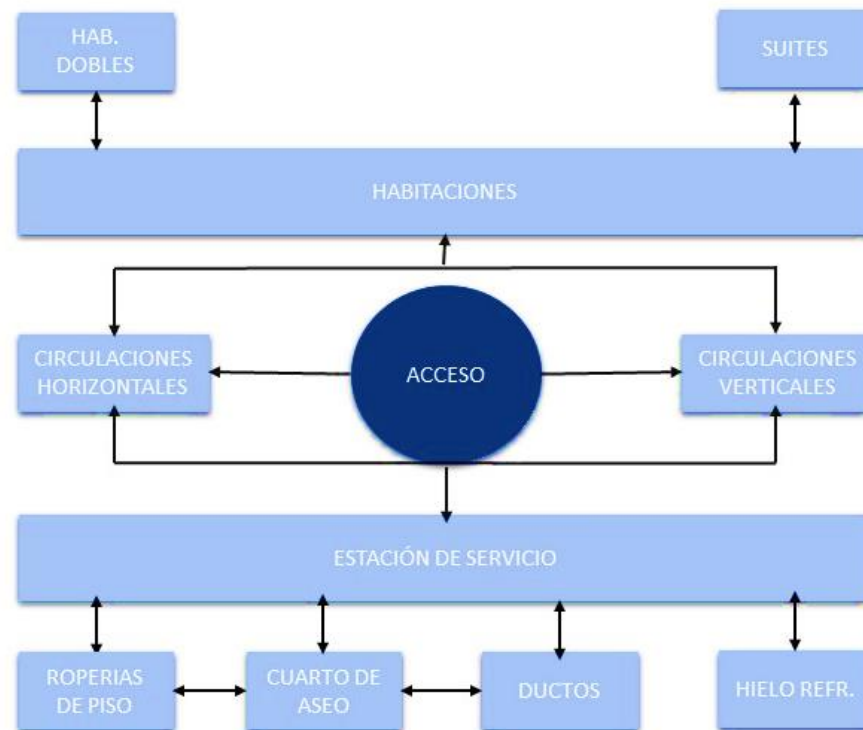 HAB.
DOBLES
SUITES
HABITACIONES
CIRCULACIONES
HORIZONTALES
ACCESO
CIRCULACIONES
VERTICALES
ESTACIÓN DE SERVICIO
ROPERIAS
DE PISO
CUARTO DE
ASEO
DUCTOS
HIELO REFR.